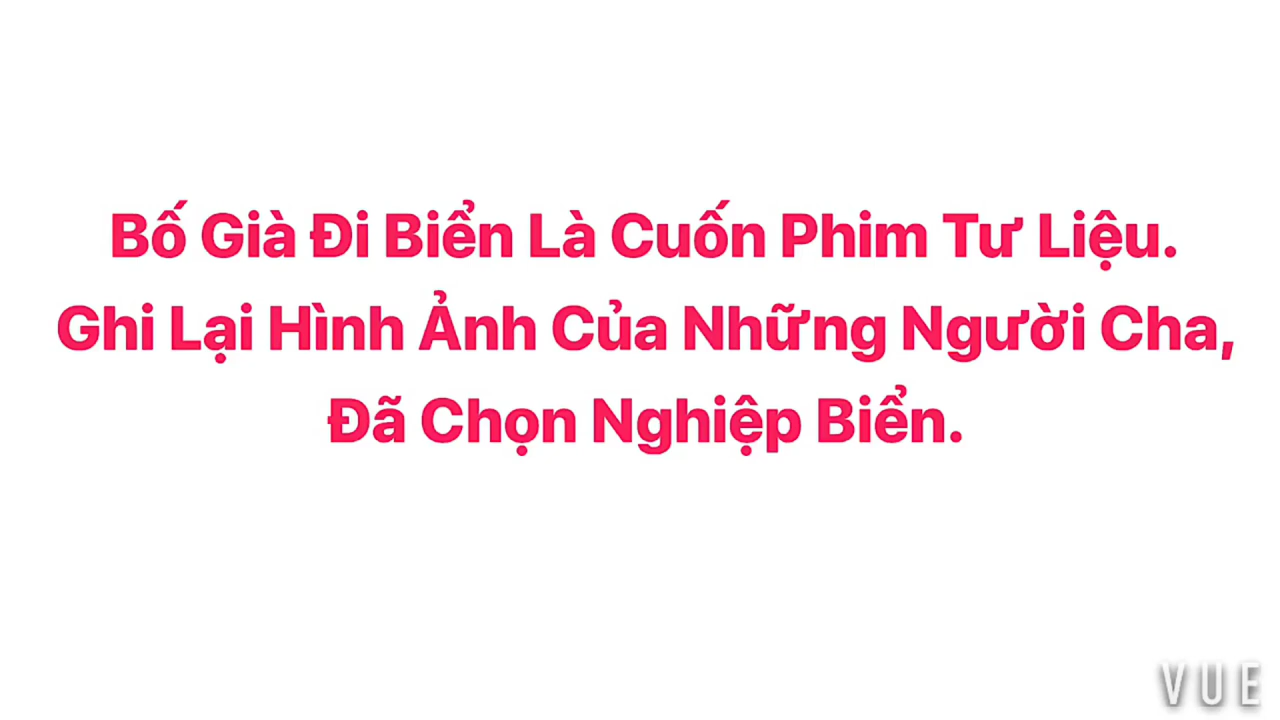 Bố Già Đi Biển Là Cuốn Phim Tư Liệu.
Ghi Lại Hình Ảnh Của Những Người Cha,
Đã Chọn Nghiệp Biển.
VUE